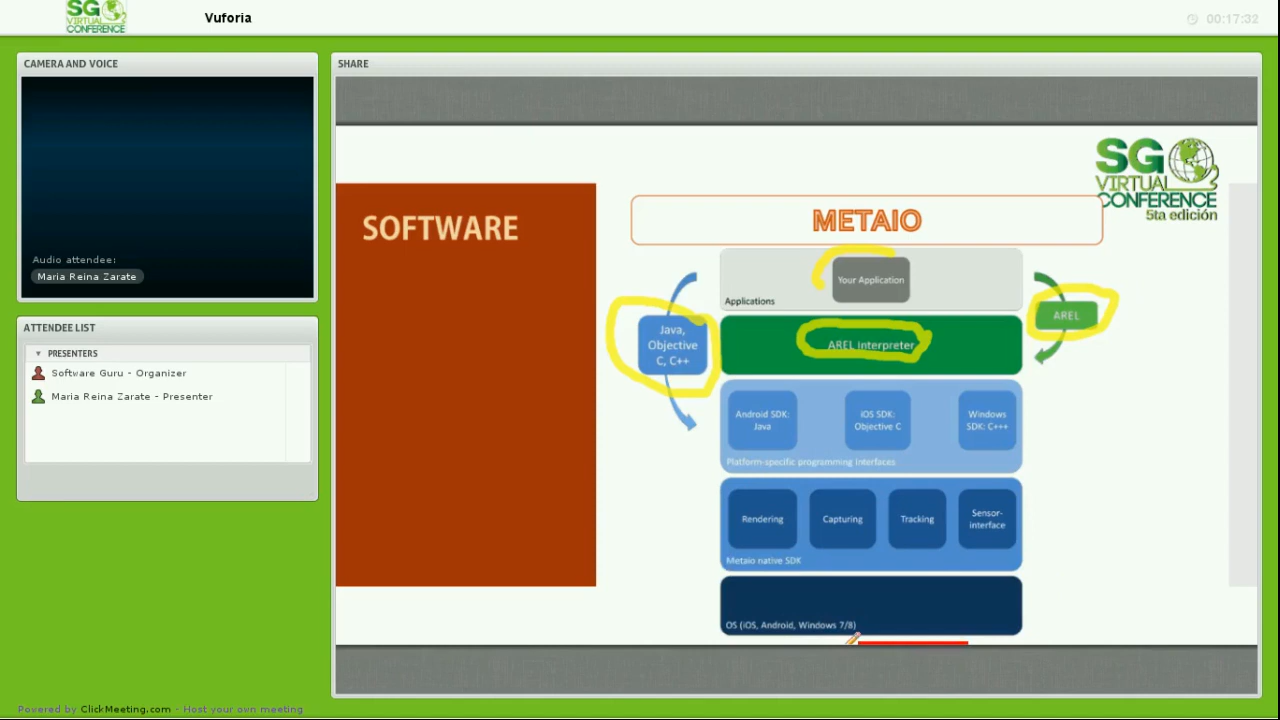 SG
VIRTUAL
CONFERENCE
Vuforia
00:17:32
CAMERA AND VOICE
Audio attendee:
Maria Reina Zarate
ATTENDEE LIST
PRESENTERS
Software Guru - Organizer
Maria Reina Zarate - Presenter
SHARE
SG
VIRTUAL
CONFERENCE
5ta edición
SOFTWARE
METAIO
Your Application
Applications
Java,
Objective
C, C++
AREL
AREL Interpreter
Android SDK:
Java
iOS SDK:
Objective C
Windows
SDK: C+++
Platform-specific programming interfaces
Rendering
Capturing
Tracking
Sensor-
interface
Metaio native SDK
OS (iOS, Android, Windows 7/8)
Powered by ClickMeeting.com - Host your own meeting